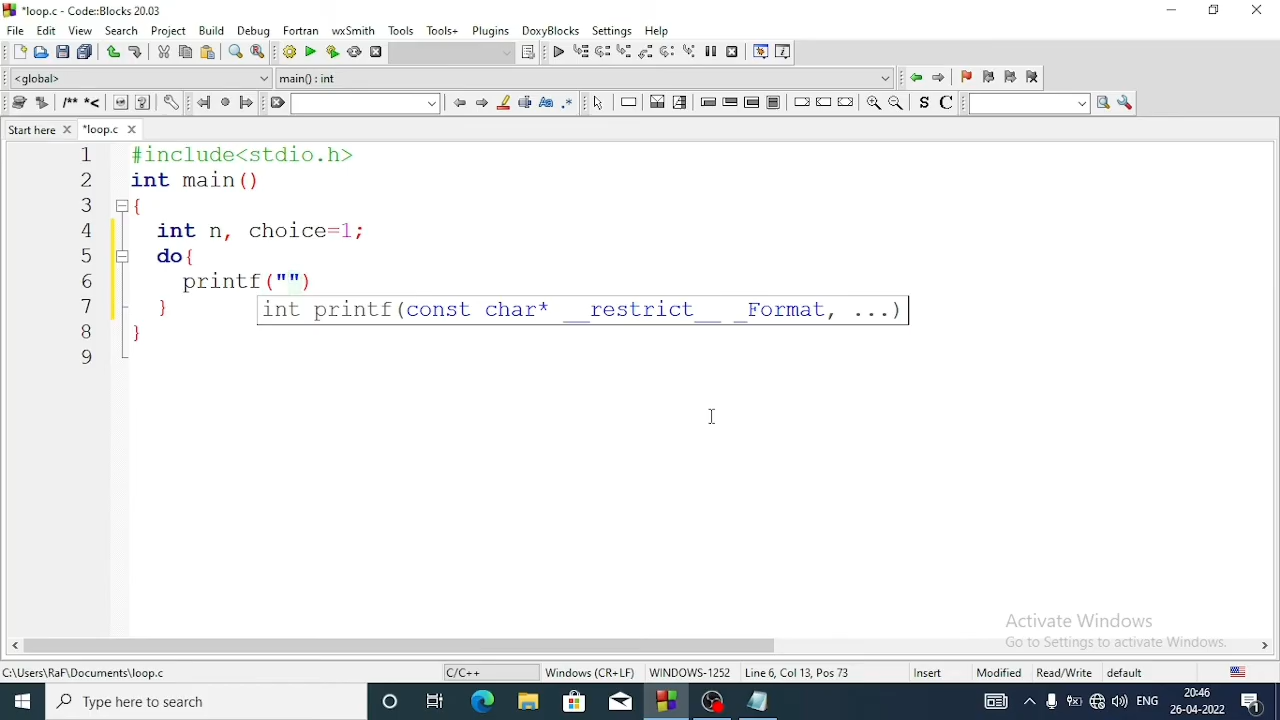 *loop.c - Code::Blocks 20.03
File Edit View Search Project Build Debug Fortran wxSmith Tools Tools+ Plugins DoxyBlocks Settings Help
<global> main() : int
/** *<
S C
Start here *loop.c
1 #include<stdio.h>
2 int main()
3 {
4 int n, choice=1;
5 do{
6 printf("")
7 }
int printf(const char* __restrict__ _Format, ...)
8 }
9
Activate Windows
Go to Settings to activate Windows.
C:\Users\RaF\Documents\loop.c C/C++ Windows (CR+LF) WINDOWS-1252 Line 6, Col 13, Pos 73 Insert Modified Read/Write default
Type here to search ENG 20:46
26-04-2022 1